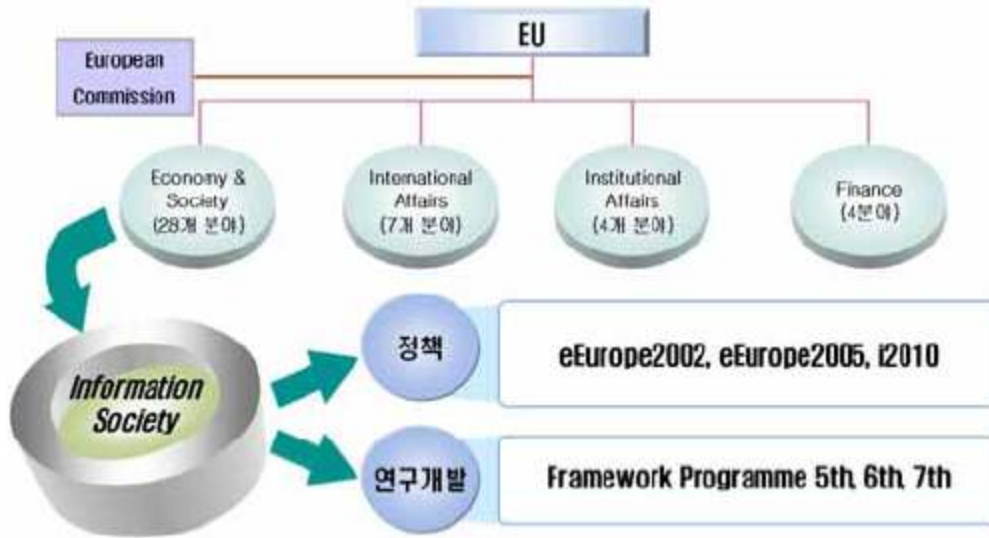 EU
European
Commission
Economy &
Society
(28개 분야)
International
Affairs
(7개 분야)
Institutional
Affairs
(4개 분야)
Finance
(4분야)
Information
Society
정책
eEurope2002, eEurope2005, i2010
연구개발
Framework Programme 5th, 6th, 7th